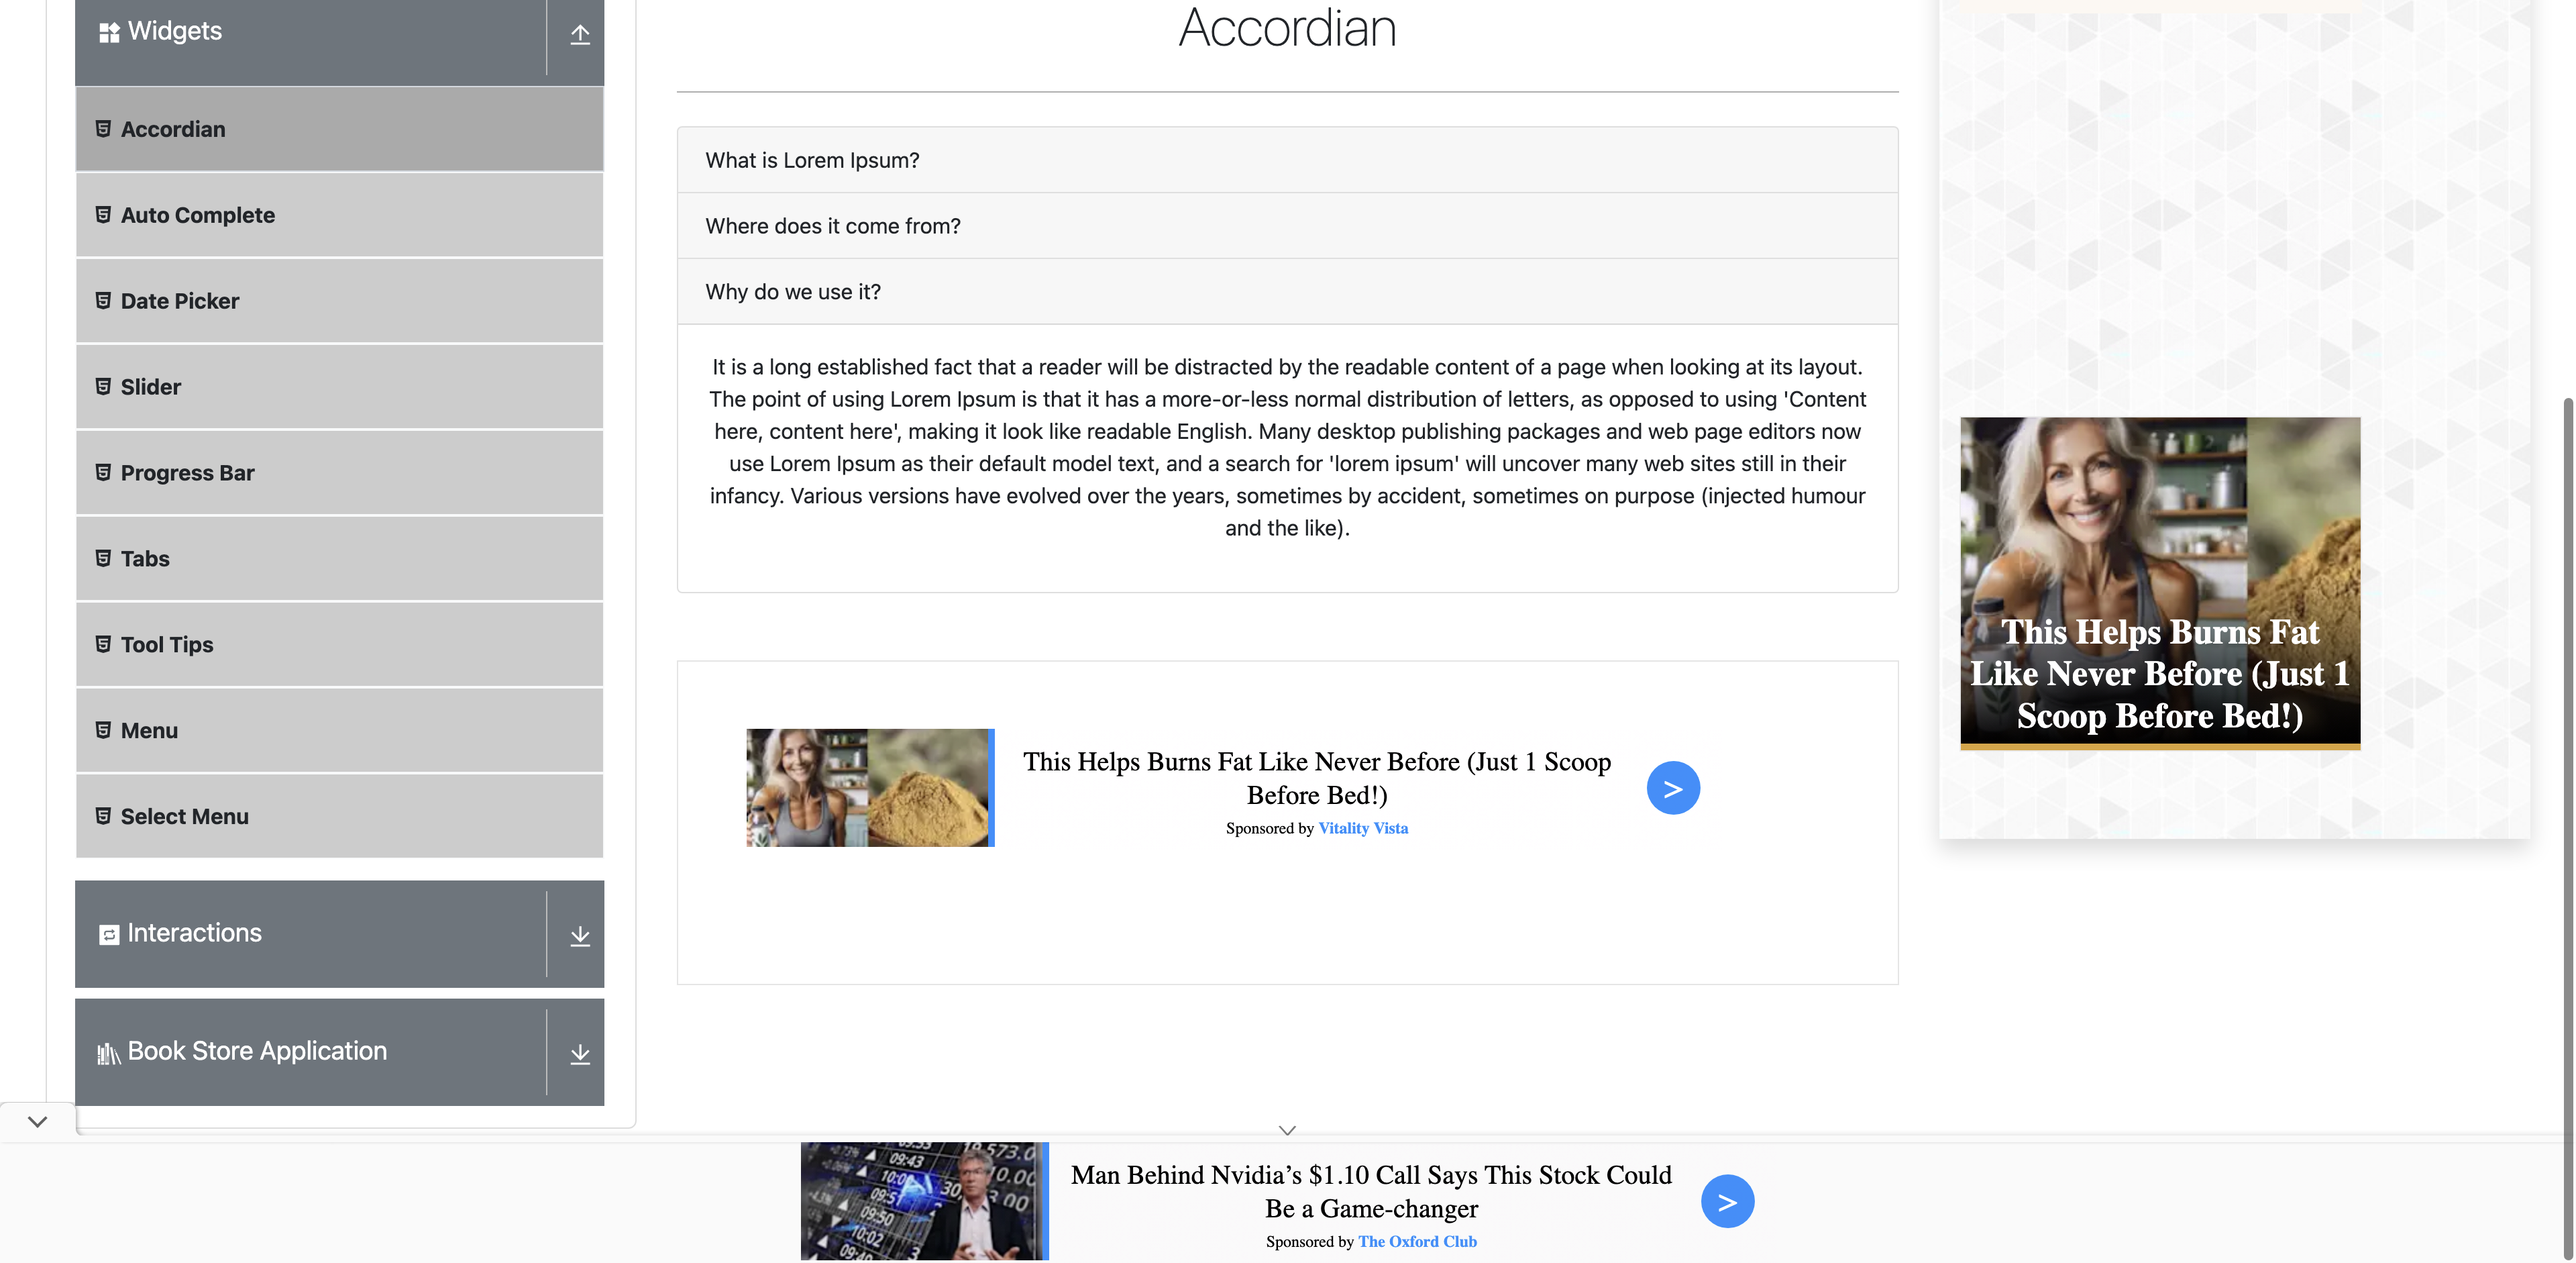 Widgets
Accordian
Auto Complete
Date Picker
Slider
Progress Bar
Tabs
Tool Tips
Menu
Select Menu
Interactions
Book Store Application
Accordian
What is Lorem Ipsum?
Where does it come from?
Why do we use it?
It is a long established fact that a reader will be distracted by the readable content of a page when looking at its layout.
The point of using Lorem Ipsum is that it has a more-or-less normal distribution of letters, as opposed to using 'Content
here, content here', making it look like readable English. Many desktop publishing packages and web page editors now
use Lorem Ipsum as their default model text, and a search for 'lorem ipsum' will uncover many web sites still in their
infancy. Various versions have evolved over the years, sometimes by accident, sometimes on purpose (injected humour
and the like).
This Helps Burns Fat Like Never Before (Just 1 Scoop
Before Bed!)
Sponsored by Vitality Vista
>
This Helps Burns Fat
Like Never Before (Just 1
Scoop Before Bed!)
09:43
09:51
09:50
10:02
Man Behind Nvidia’s $1.10 Call Says This Stock Could
Be a Game-changer
Sponsored by The Oxford Club
>